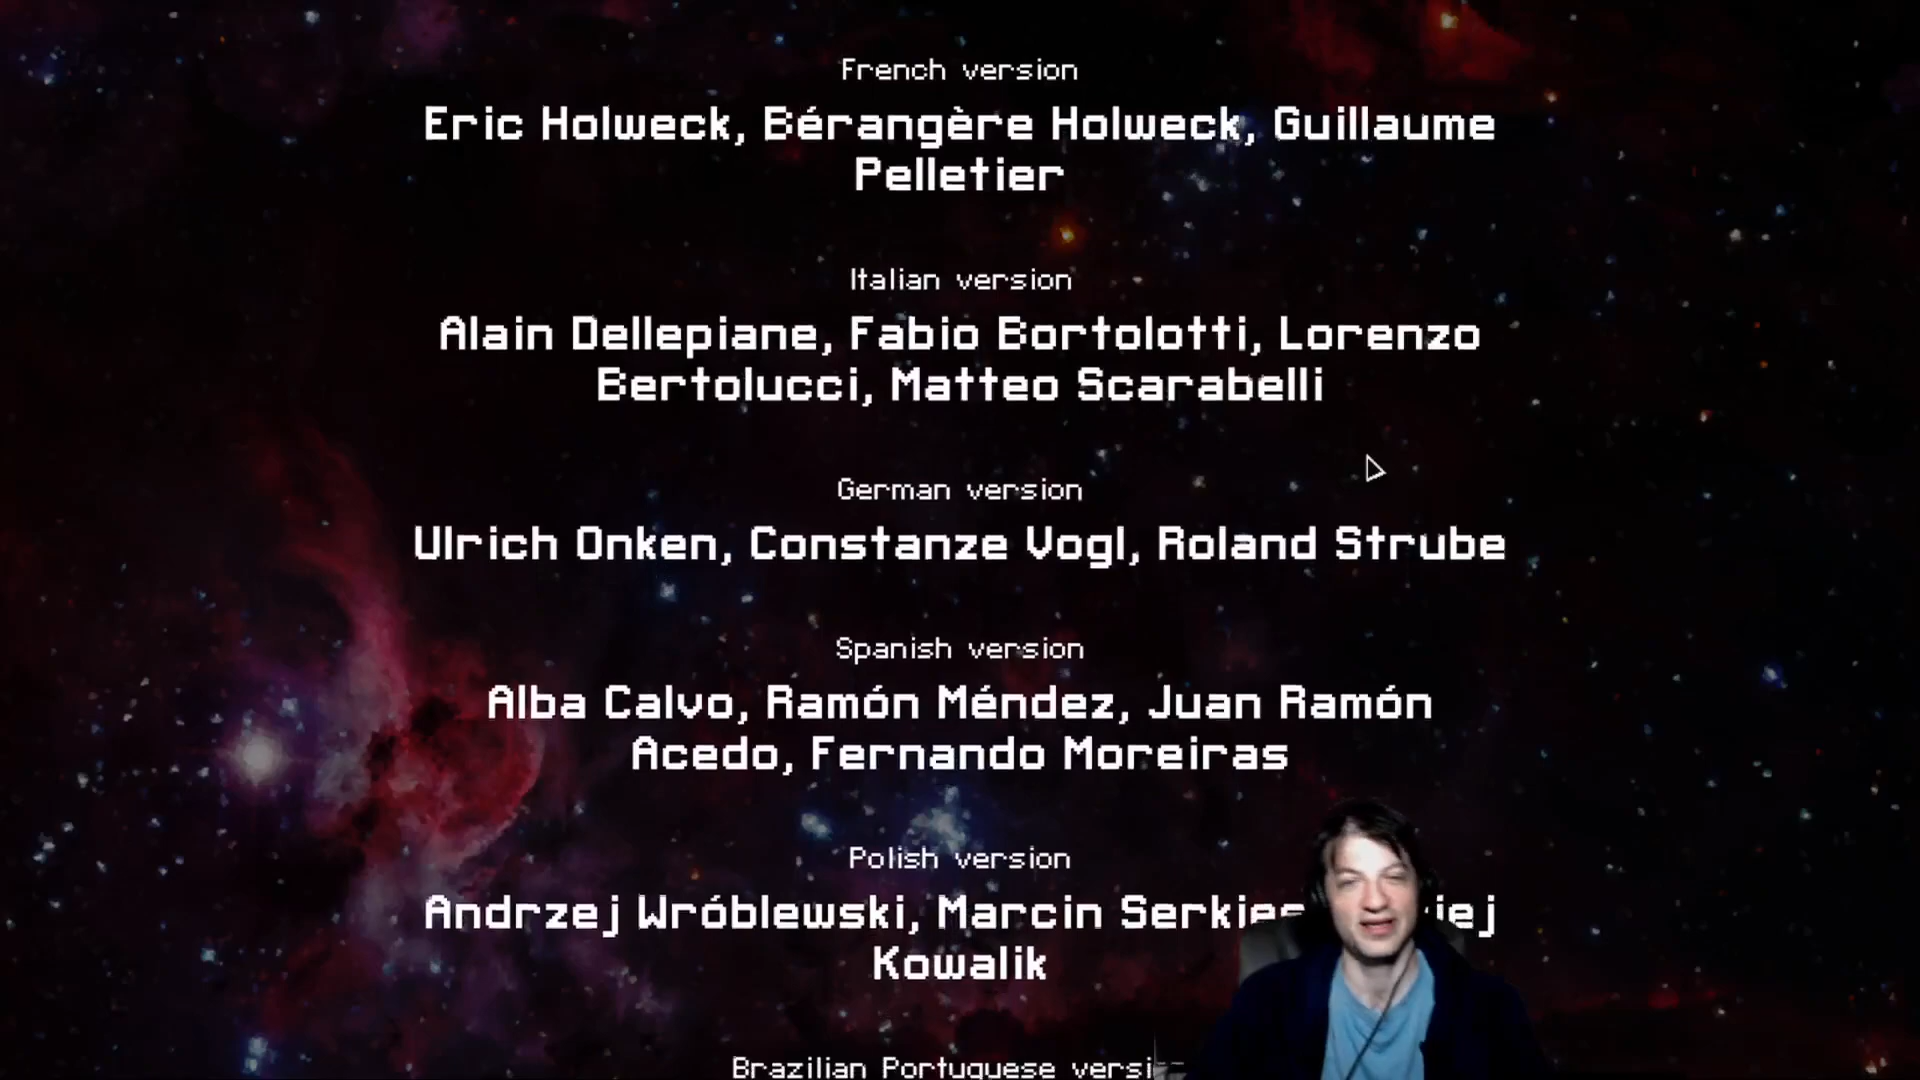 French version
Eric Holweck, Bérangère Holweck, Guillaume
Pelletier
Italian version
Alain Dellepiane, Fabio Bortolotti, Lorenzo
Bertolucci, Matteo Scarabelli
German version
Ulrich Onken, Constanze Vogl, Roland Strube
Spanish version
Alba Calvo, Ramón Méndez, Juan Ramón
Acedo, Fernando Moreiras
Polish version
Andrzej Wróblewski, Marcin
Kowalik
Brazilian Portuguese